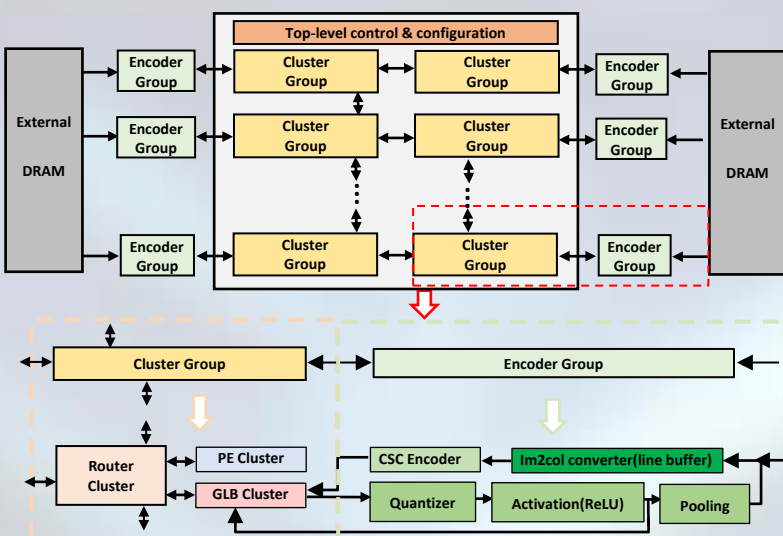 Top-level control & configuration
External
DRAM
Encoder
Group
Cluster
Group
Cluster
Group
Encoder
Group
External
DRAM
Encoder
Group
Cluster
Group
Cluster
Group
Encoder
Group
Encoder
Group
Cluster
Group
Cluster
Group
Encoder
Group
Cluster Group
Encoder Group
Router
Cluster
PE Cluster
CSC Encoder
Im2col converter(line buffer)
GLB Cluster
Quantizer
Activation(ReLU)
Pooling